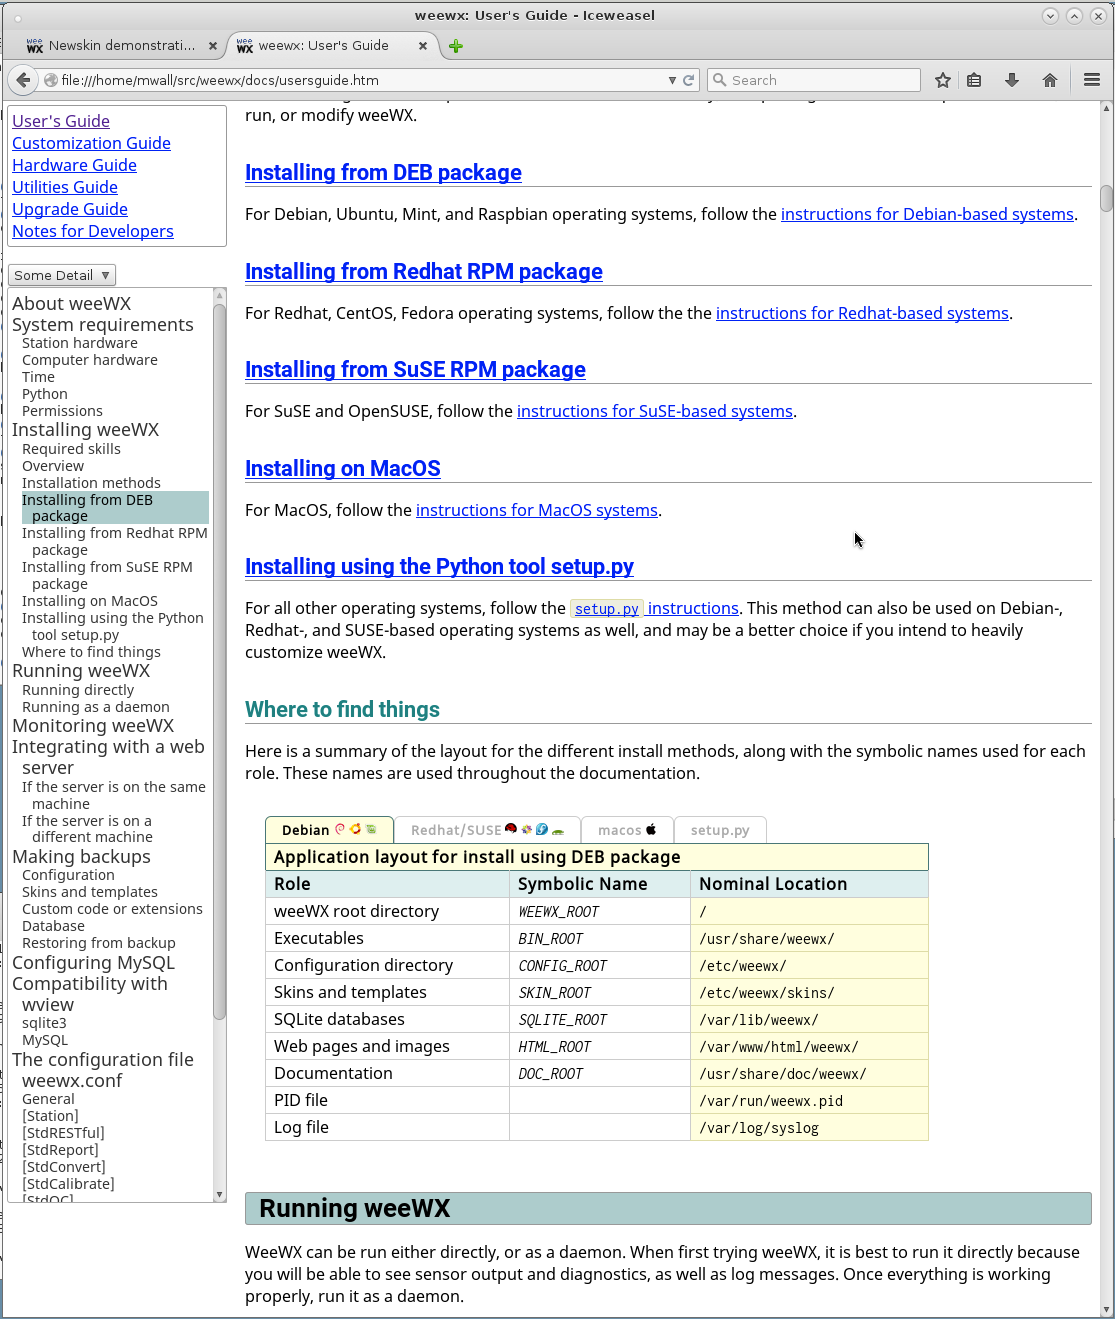 weewx: User's Guide - Iceweasel
Newskin demonstrati...
weewx: User's Guide
file:///home/mwall/src/weewx/docs/usersguide.htm
Search
User's Guide
Customization Guide
Hardware Guide
Utilities Guide
Upgrade Guide
Notes for Developers
Some Detail
About weeWX
System requirements
Station hardware
Computer hardware
Time
Python
Permissions
Installing weeWX
Required skills
Overview
Installation methods
Installing from DEB
package
Installing from Redhat RPM
package
Installing from SuSE RPM
package
Installing on MacOS
Installing using the Python
tool setup.py
Where to find things
Running weeWX
Running directly
Running as a daemon
Monitoring weeWX
Integrating with a web
server
If the server is on the same
machine
If the server is on a
different machine
Making backups
Configuration
Skins and templates
Custom code or extensions
Database
Restoring from backup
Configuring MySQL
Compatibility with
wview
sqlite3
MySQL
The configuration file
weewx.conf
General
[Station]
[StdRESTful]
[StdReport]
[StdConvert]
[StdCalibrate]
[StdQC]
run, or modify weeWX.
Installing from DEB package
For Debian, Ubuntu, Mint, and Raspbian operating systems, follow the instructions for Debian-based systems.
Installing from Redhat RPM package
For Redhat, CentOS, Fedora operating systems, follow the the instructions for Redhat-based systems.
Installing from SuSE RPM package
For SuSE and OpenSUSE, follow the instructions for SuSE-based systems.
Installing on MacOS
For MacOS, follow the instructions for MacOS systems.
Installing using the Python tool setup.py
For all other operating systems, follow the setup.py instructions. This method can also be used on Debian-,
Redhat-, and SUSE-based operating systems as well, and may be a better choice if you intend to heavily
customize weeWX.
Where to find things
Here is a summary of the layout for the different install methods, along with the symbolic names used for each
role. These names are used throughout the documentation.
Debian Redhat/SUSE macos setup.py
Application layout for install using DEB package
Role Symbolic Name Nominal Location
weeWX root directory WEEWX_ROOT /
Executables BIN_ROOT /usr/share/weewx/
Configuration directory CONFIG_ROOT /etc/weewx/
Skins and templates SKIN_ROOT /etc/weewx/skins/
SQLite databases SQLITE_ROOT /var/lib/weewx/
Web pages and images HTML_ROOT /var/www/html/weewx/
Documentation DOC_ROOT /usr/share/doc/weewx/
PID file /var/run/weewx.pid
Log file /var/log/syslog
Running weeWX
WeeWX can be run either directly, or as a daemon. When first trying weeWX, it is best to run it directly because
you will be able to see sensor output and diagnostics, as well as log messages. Once everything is working
properly, run it as a daemon.